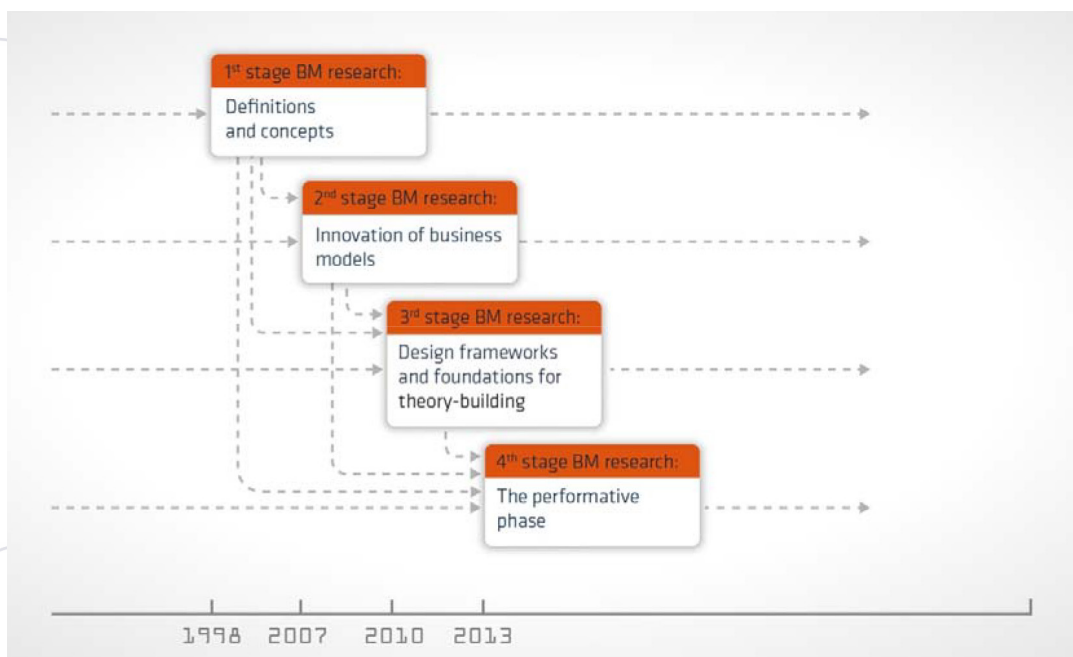 1st stage BM research:
Definitions
and concepts
2nd stage BM research:
Innovation of business
models
3rd stage BM research:
Design frameworks
and foundations for
theory-building
4th stage BM research:
The performative
phase
1998 2007 2010 2013